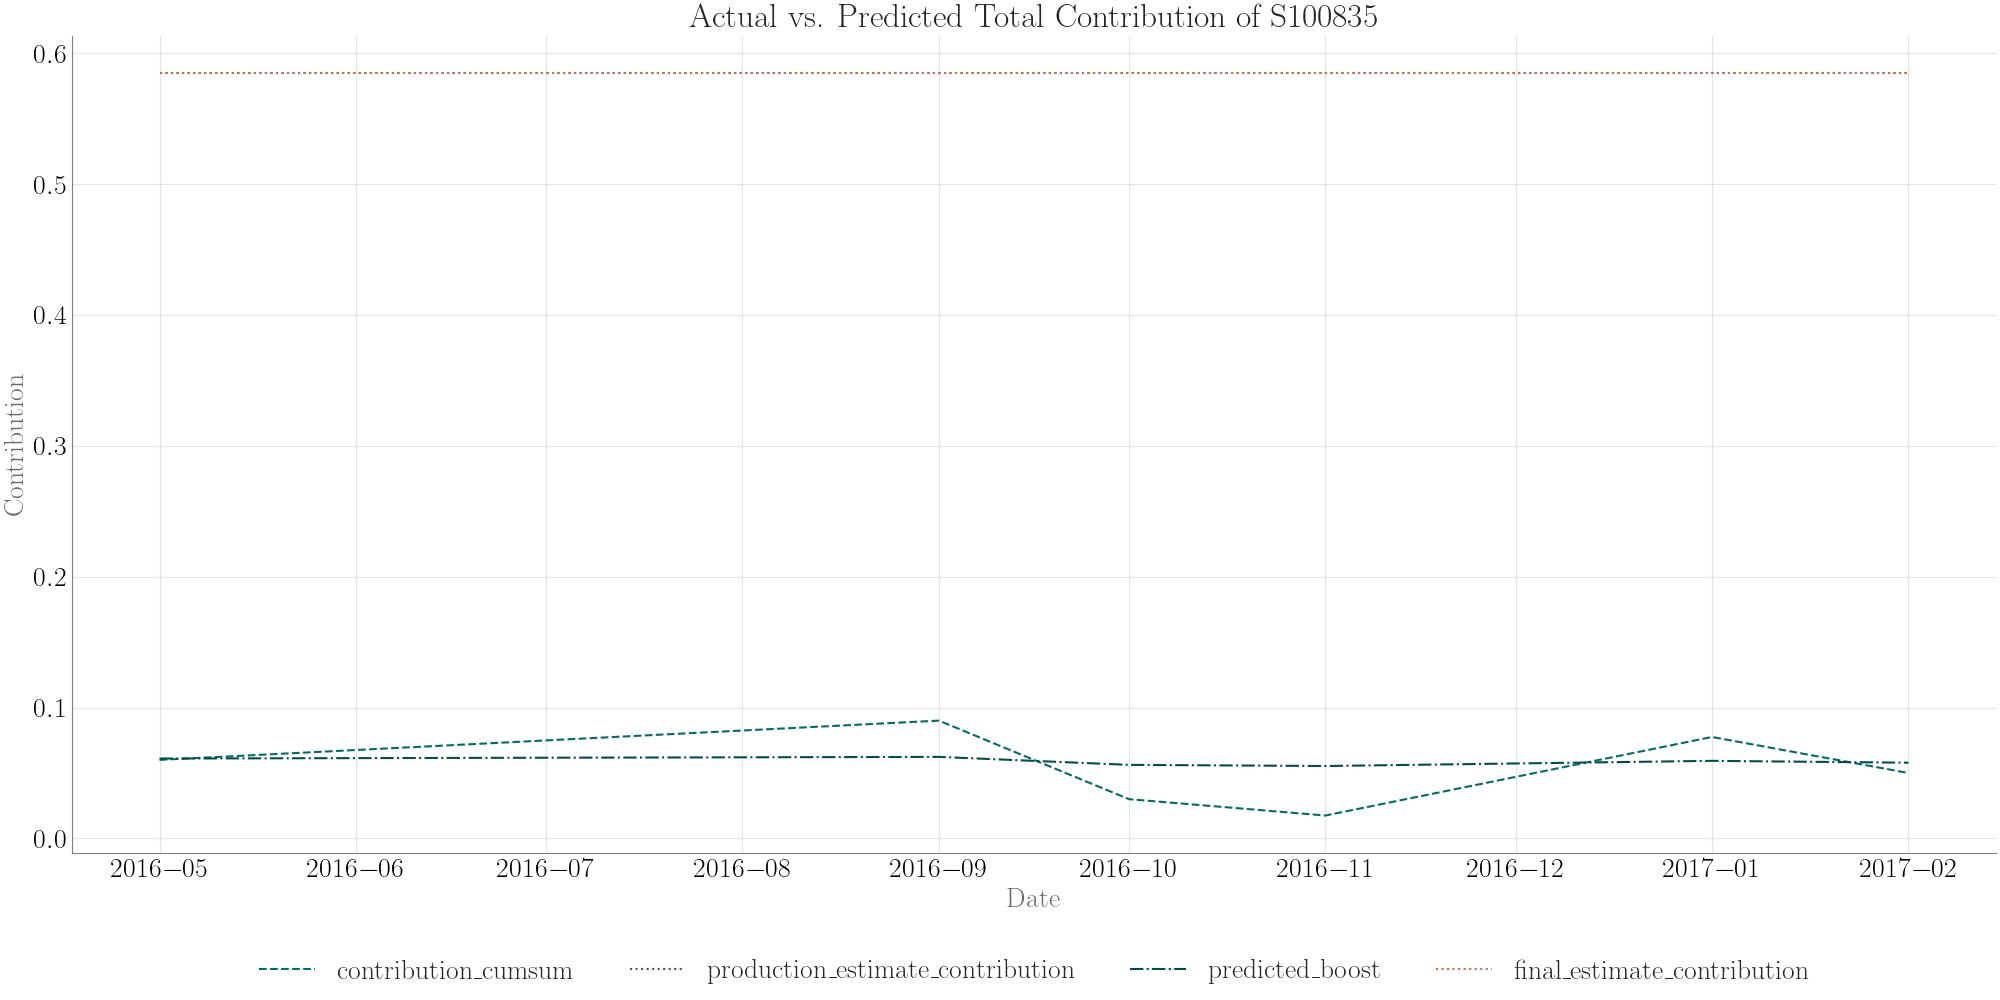 Actual vs. Predicted Total Contribution of S100835
0.6
0.5
0.4
0.3
0.2
0.1
0.0
Contribution
2016–05 2016–06 2016–07 2016–08 2016–09 2016–10 2016–11 2016–12 2017–01 2017–02
Date
contribution_cumsum production_estimate_contribution predicted_boost final_estimate_contribution